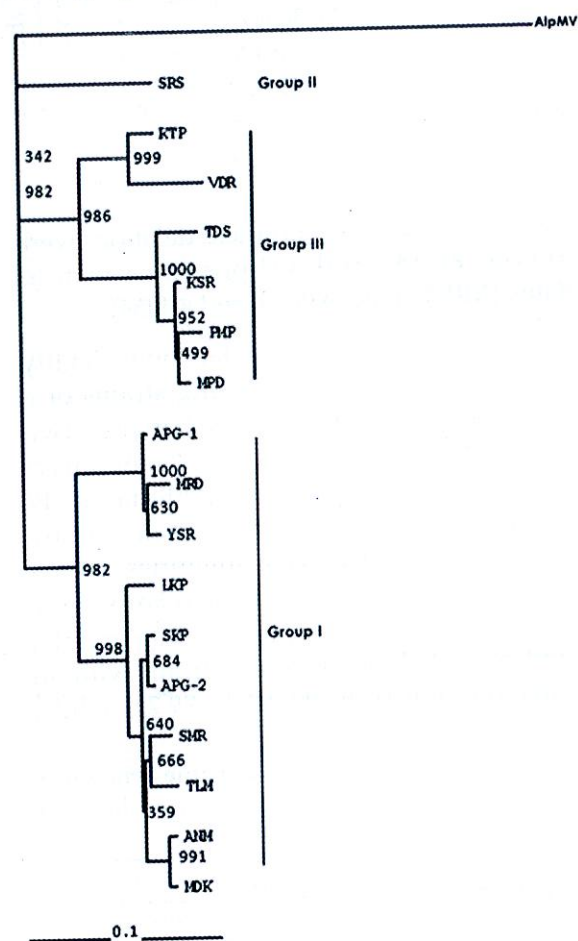 AlpMV
SRS Group II
KTP
342 999
982 VDR
986
TDS
Group III
1000
KSR
952
PMP
499
MPD
APG-1
1000
MRD
630
YSR
982
LKP
Group I
SKP
998
684
APG-2
640
SMR
666
TLM
359
ANM
991
MDK
0.1